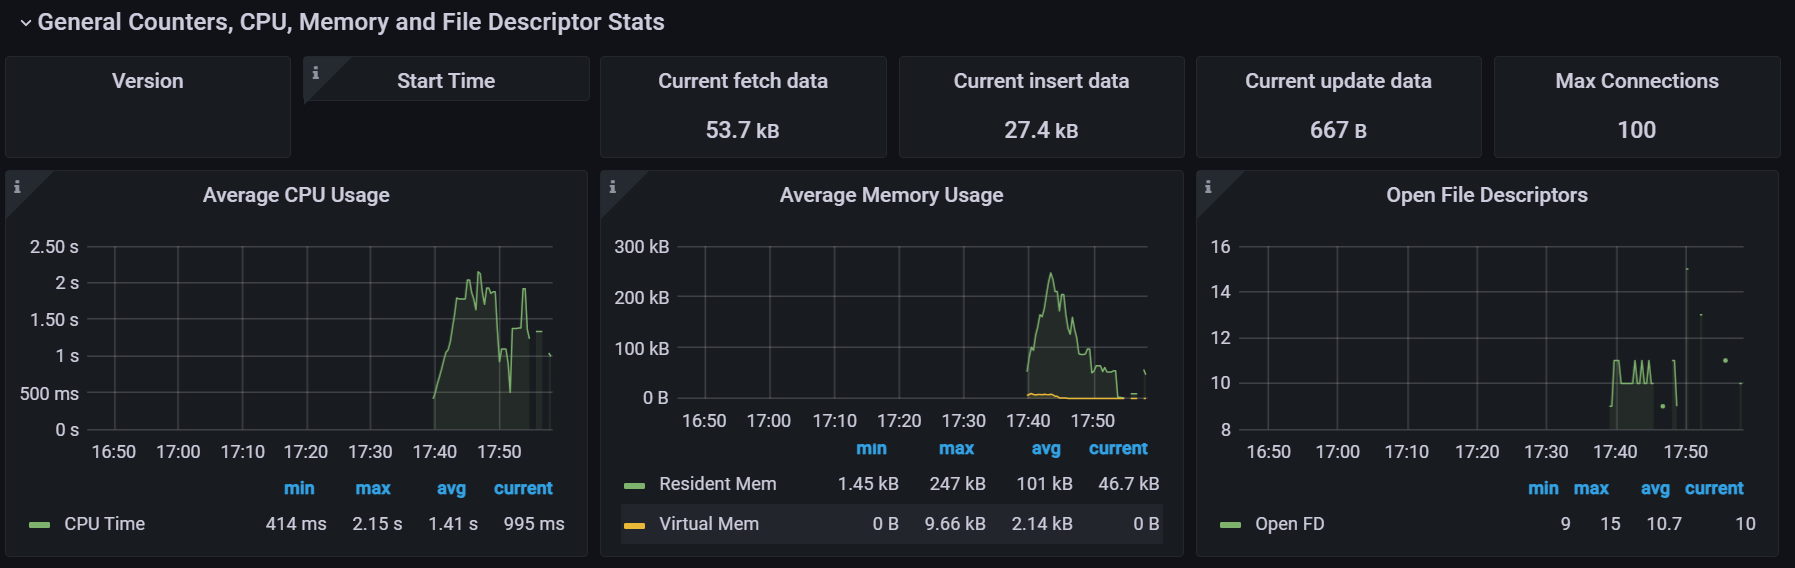 General Counters, CPU, Memory and File Descriptor Stats
Version
i
Start Time
Current fetch data
53.7 kB
Current insert data
27.4 kB
Current update data
667 B
Max Connections
100
i
Average CPU Usage
2.50 s
2 s
1.50 s
1 s
500 ms
0 s
16:50 17:00 17:10 17:20 17:30 17:40 17:50
min max avg current
CPU Time 414 ms 2.15 s 1.41 s 995 ms
i
Average Memory Usage
300 kB
200 kB
100 kB
0 B
16:50 17:00 17:10 17:20 17:30 17:40 17:50
min max avg current
Resident Mem 1.45 kB 247 kB 101 kB 46.7 kB
Virtual Mem 0 B 9.66 kB 2.14 kB 0 B
i
Open File Descriptors
16
14
12
10
8
16:50 17:00 17:10 17:20 17:30 17:40 17:50
min max avg current
Open FD 9 15 10.7 10